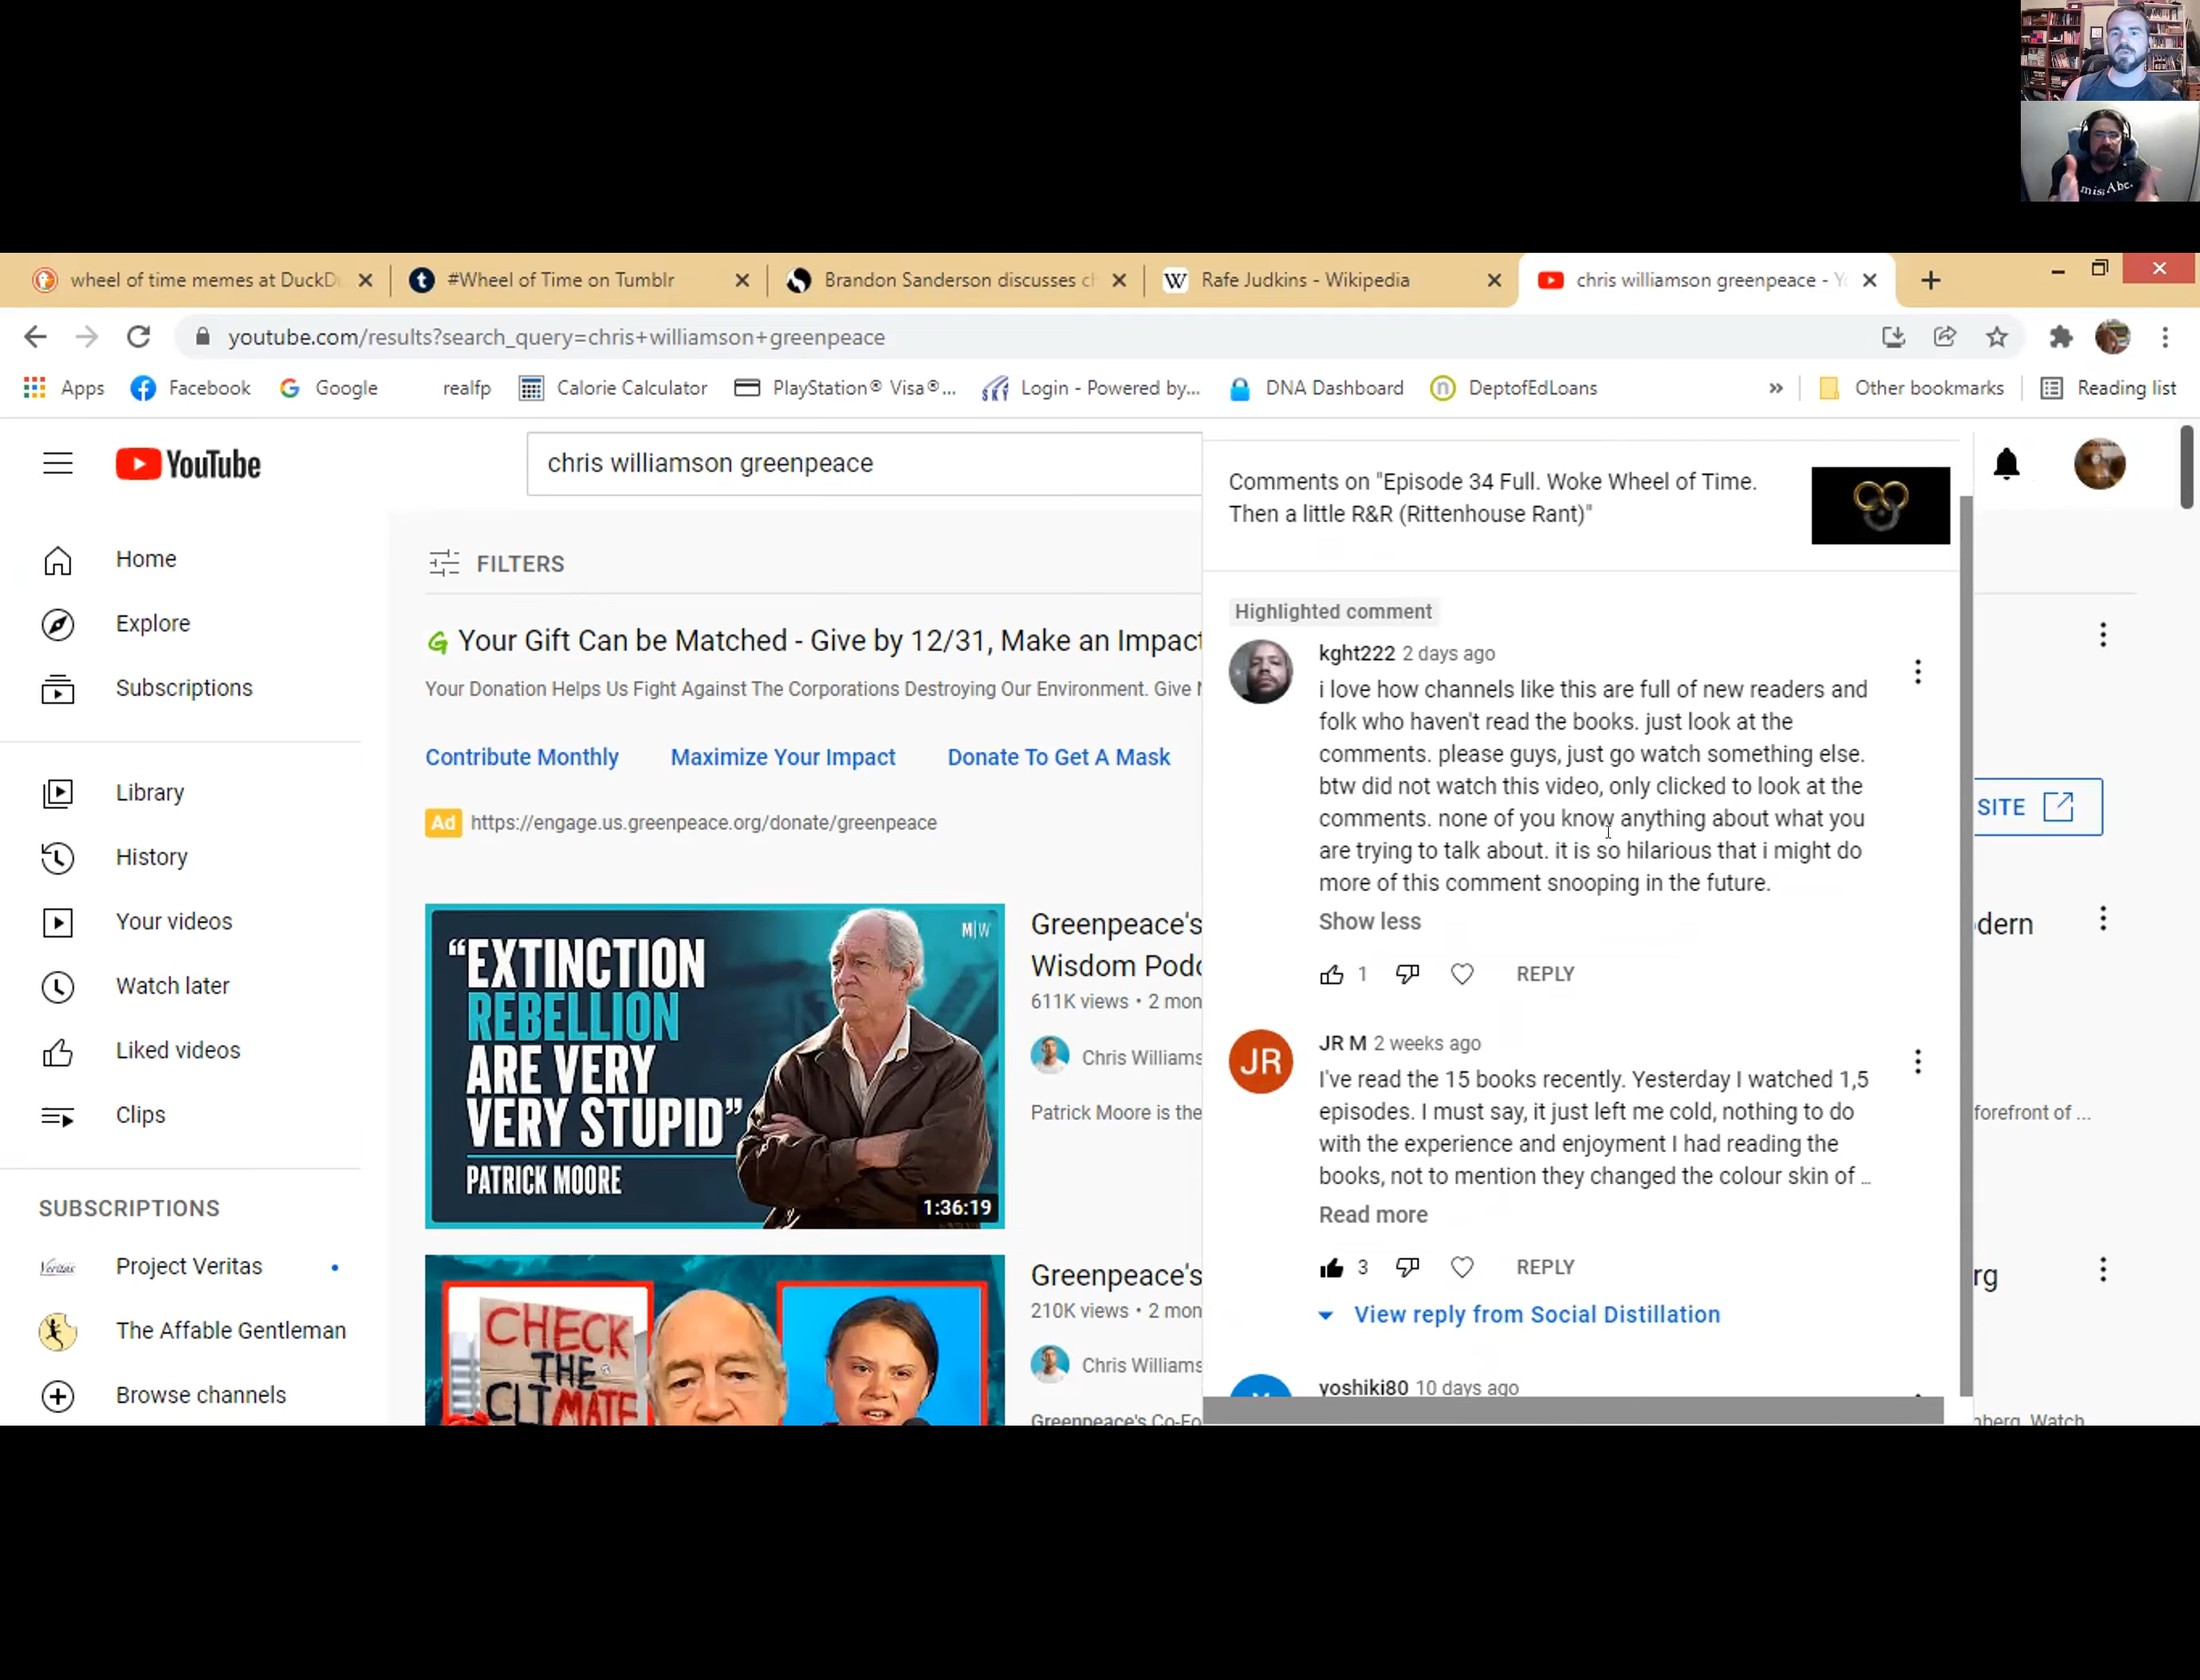 misAbc.
wheel of time memes at DuckD
#Wheel of Time on Tumblr
Brandon Sanderson discusses c
Rafe Judkins - Wikipedia
chris williamson greenpeace - Yo
youtube.com/results?search_query=chris+williamson+greenpeace
Apps
Facebook
Google
realfp
Calorie Calculator
PlayStation® Visa®...
Login - Powered by...
DNA Dashboard
DeptofEdLoans
»
Other bookmarks
Reading list
YouTube
chris williamson greenpeace
Home
Explore
Subscriptions
Library
History
Your videos
Watch later
Liked videos
Clips
SUBSCRIPTIONS
Veritas
Project Veritas
The Affable Gentleman
Browse channels
FILTERS
Your Gift Can be Matched - Give by 12/31, Make an Impact
Your Donation Helps Us Fight Against The Corporations Destroying Our Environment. Give
Contribute Monthly
Maximize Your Impact
Donate To Get A Mask
Ad
https://engage.us.greenpeace.org/donate/greenpeace
SITE
M|W
“EXTINCTION
REBELLION
ARE VERY
VERY STUPID”
PATRICK MOORE
1:36:19
Greenpeace's
dern
Wisdom Podc
611K views • 2 mon
Chris Williams
Patrick Moore is the
forefront of ...
CHECK
THE
CLIMATE
Greenpeace's
rg
210K views • 2 mon
Chris Williams
Greenpeace's Co-Fo
nberg. Watch
Comments on "Episode 34 Full. Woke Wheel of Time.
Then a little R&R (Rittenhouse Rant)"
Highlighted comment
kght222 2 days ago
i love how channels like this are full of new readers and
folk who haven't read the books. just look at the
comments. please guys, just go watch something else.
btw did not watch this video, only clicked to look at the
comments. none of you know anything about what you
are trying to talk about. it is so hilarious that i might do
more of this comment snooping in the future.
Show less
1
REPLY
JR
JR M 2 weeks ago
I've read the 15 books recently. Yesterday I watched 1,5
episodes. I must say, it just left me cold, nothing to do
with the experience and enjoyment I had reading the
books, not to mention they changed the colour skin of ...
Read more
3
REPLY
View reply from Social Distillation
yoshiki80 10 days ago